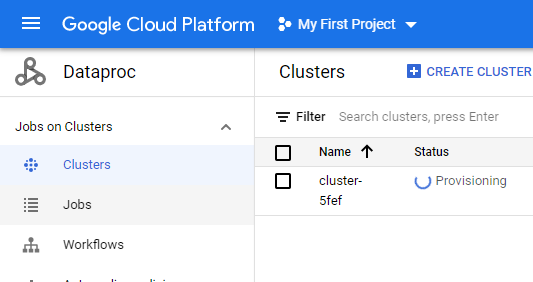 Google Cloud Platform
My First Project
Dataproc
Clusters
CREATE CLUSTER
Jobs on Clusters
Filter
Search clusters, press Enter
Name
Status
Clusters
cluster-
5fef
Provisioning
Jobs
Workflows